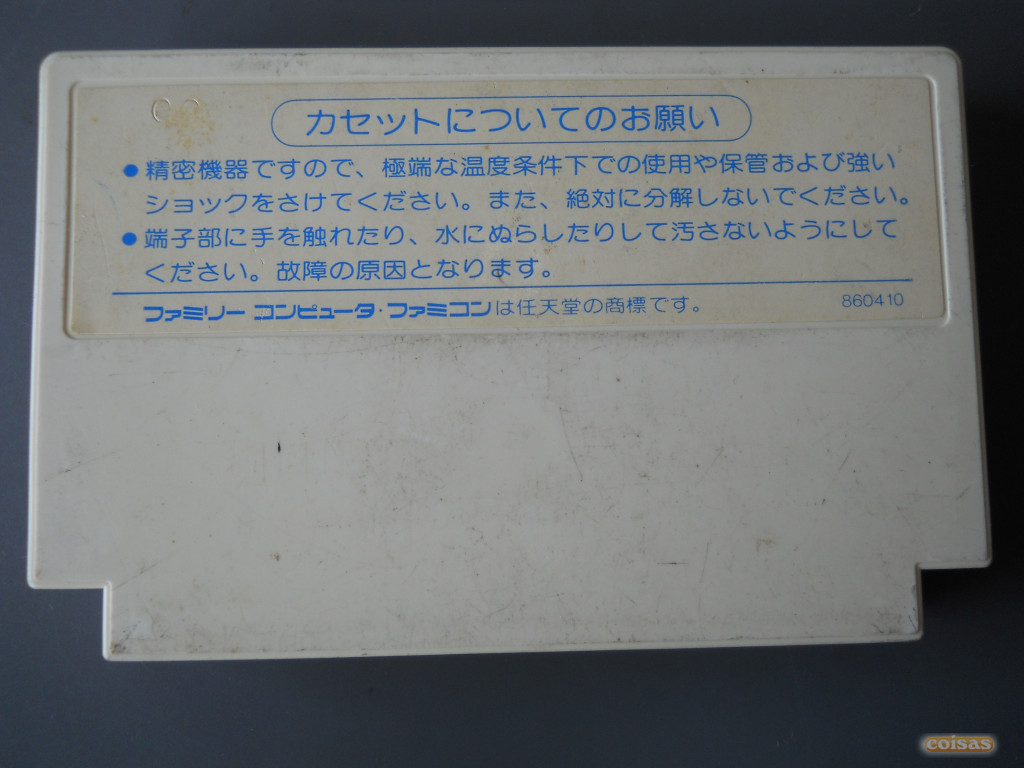 カセットについてのお願い
●精密機器ですので、極端な温度条件下での使用や保管および強い
ショックをさけてください。また、絶対に分解しないでください。
●端子部に手を触れたり、水にぬらしたりして汚さないようにして
ください。故障の原因となります。
ファミリー コンピュータ・ファミコンは任天堂の商標です。 860410
coisas